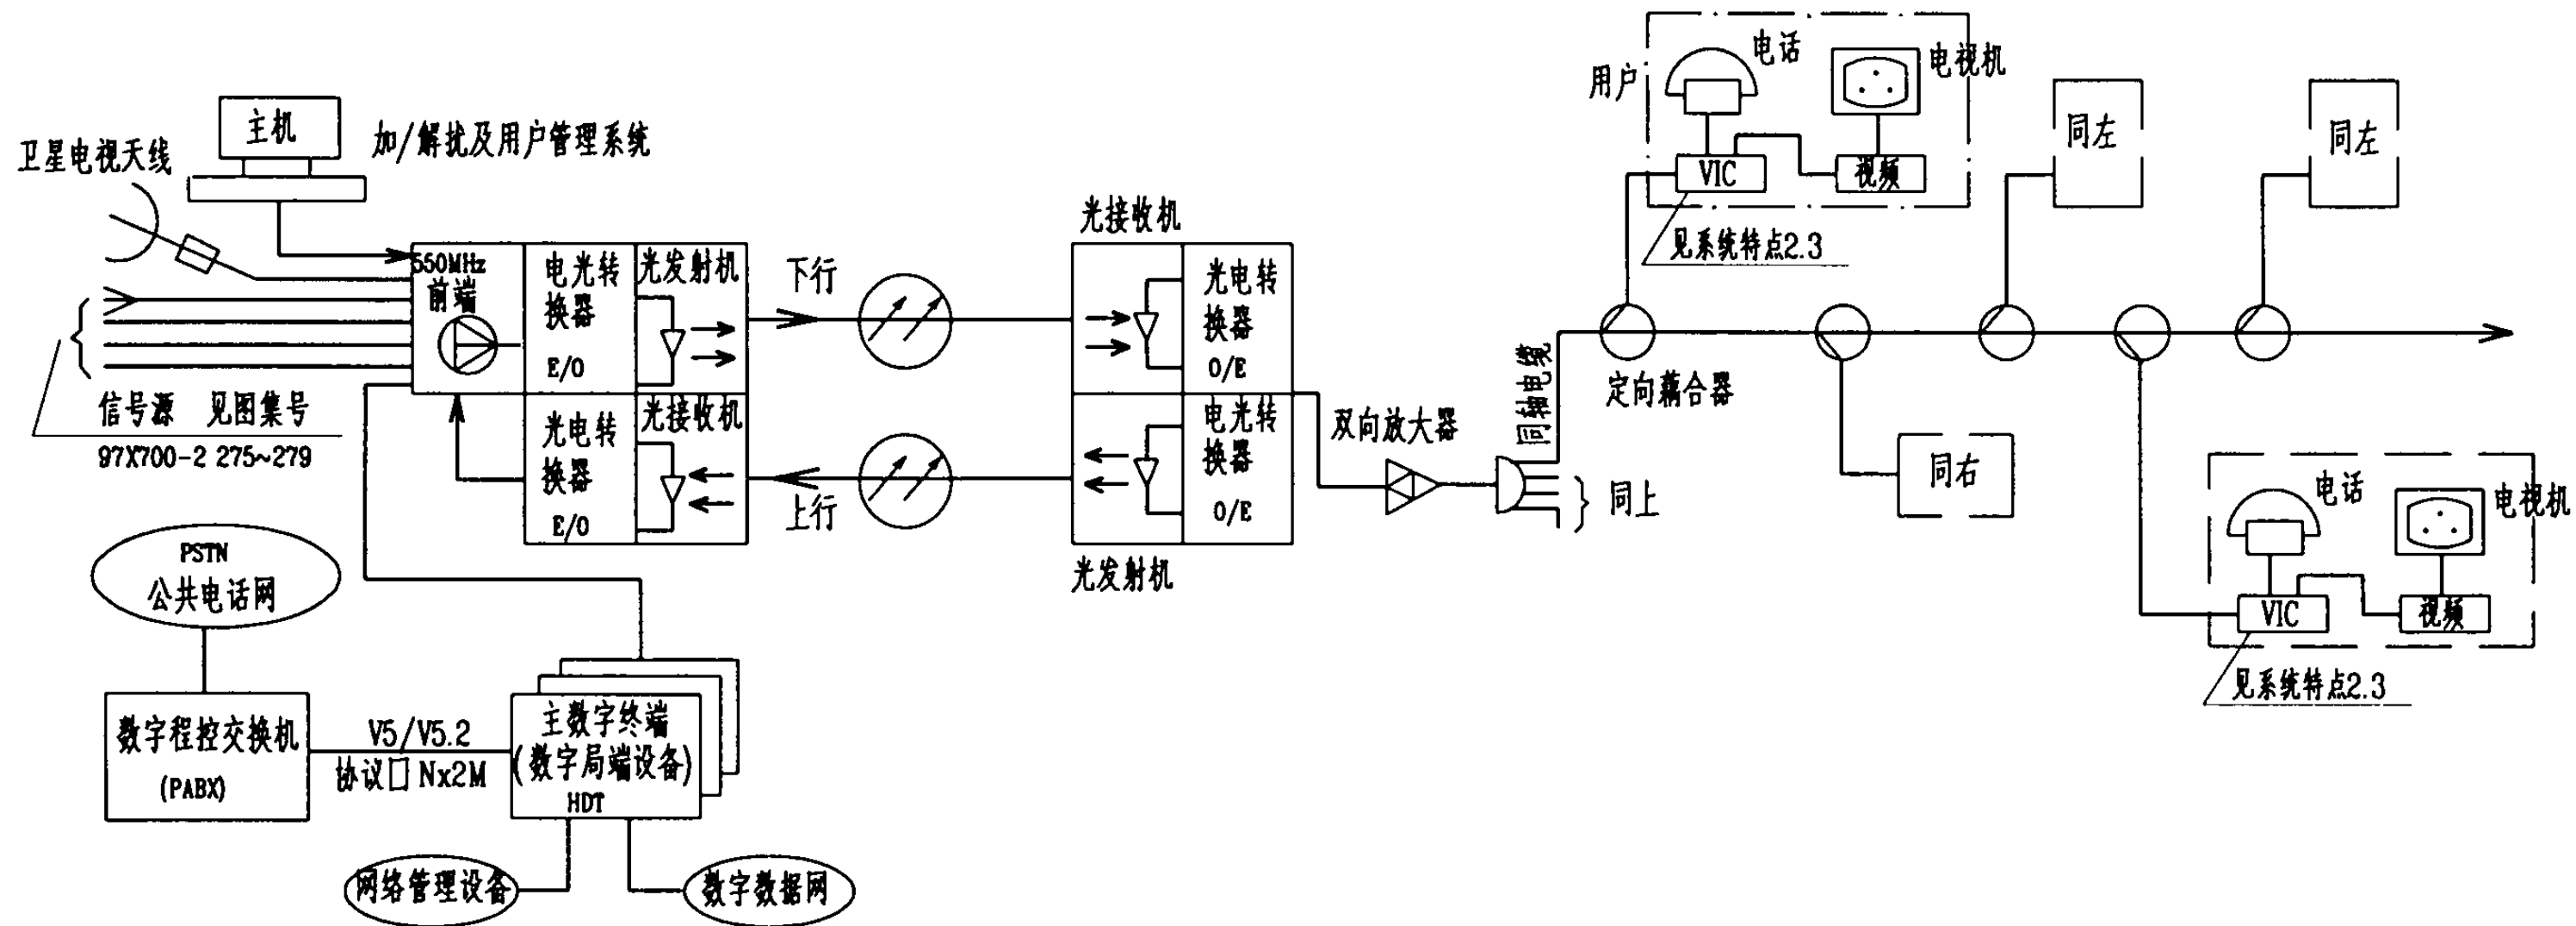 主机
加/解扰及用户管理系统
卫星电视天线
550MHz
前端
电光转
换器
E/O
光发射机
光电转
换器
E/O
光接收机
信号源 见图集号
97X700-2 275~279
下行
上行
光接收机
光电转
换器
O/E
电光转
换器
O/E
光发射机
双向放大器
同轴电缆
同上
用户
电话
电视机
VIC
视频
见系统特点2.3
同左
同左
定向藕合器
同右
电话
电视机
VIC
视频
见系统特点2.3
PSTN
公共电话网
数字程控交换机
(PABX)
V5/V5.2
协议口 Nx2M
主数字终端
(数字局端设备)
HDT
网络管理设备
数字数据网